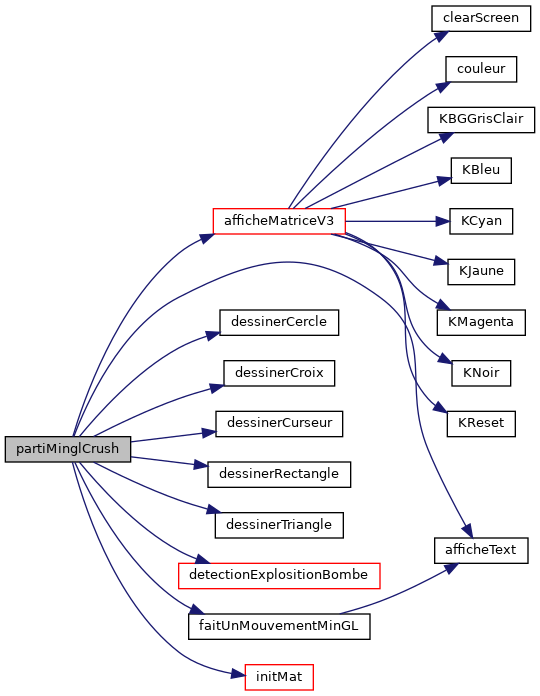 clearScreen
couleur
KBGGrisClair
KBleu
afficheMatriceV3
KCyan
KJaune
dessinerCercle
KMagenta
dessinerCroix
KNoir
dessinerCurseur
KReset
partiMinglCrush
dessinerRectangle
dessinerTriangle
afficheText
detectionExplositionBombe
faitUnMouvementMinGL
initMat